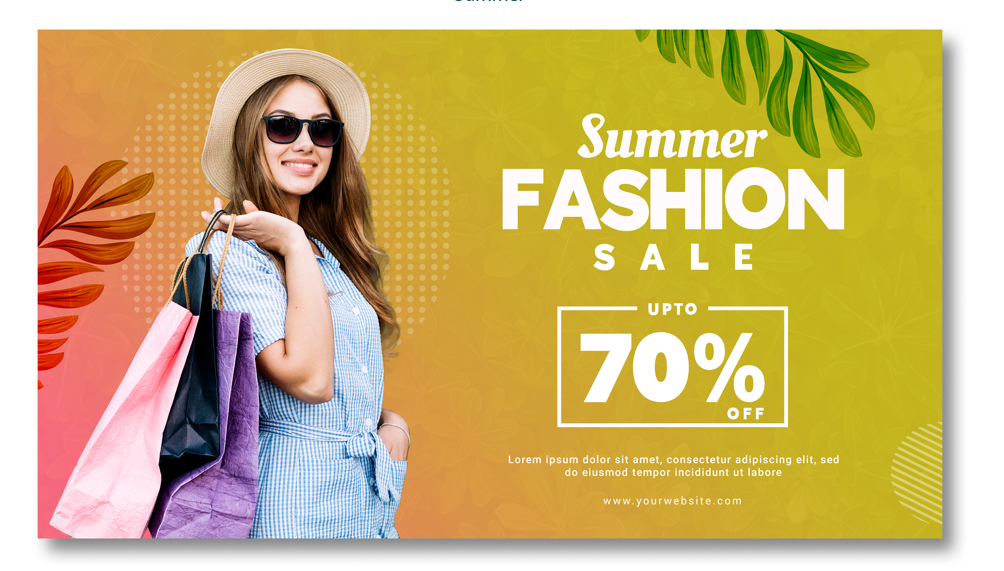 Summer
FASHION
SALE
UPTO
70%
OFF
Lorem ipsum dolor sit amet, consectetur adipiscing elit, sed
do eiusmod tempor incididunt ut labore
www.yourwebsite.com